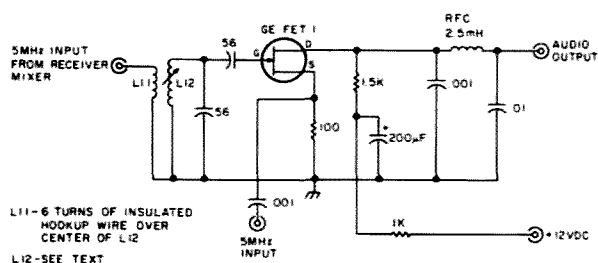 RFC
2.5mH
GE FET 1
5MHz INPUT
FROM RECEIVER
MIXER
56
G
D
S
AUDIO
OUTPUT
L11
L12
56
1.5K
.001
.01
100
+
200µF
.001
1K
+12VDC
5MHz
INPUT
L11-6 TURNS OF INSULATED
HOOKUP WIRE OVER
CENTER OF L12
L12-SEE TEXT